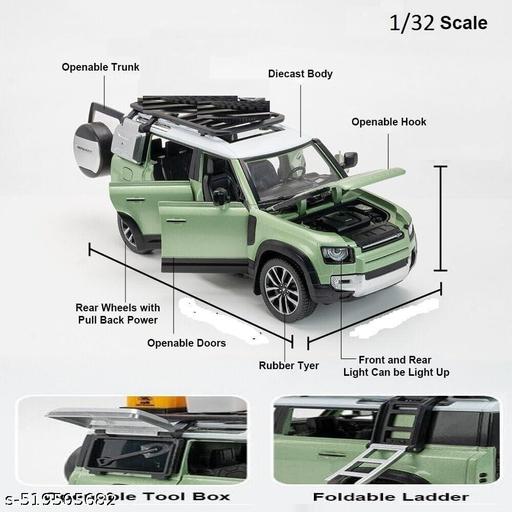 1/32 Scale
Openable Trunk
Diecast Body
Openable Hook
Rear Wheels with
Pull Back Power
Openable Doors
Rubber Tyer
Front and Rear
Light Can be Light Up
s-519565682
Tool Box
Foldable Ladder